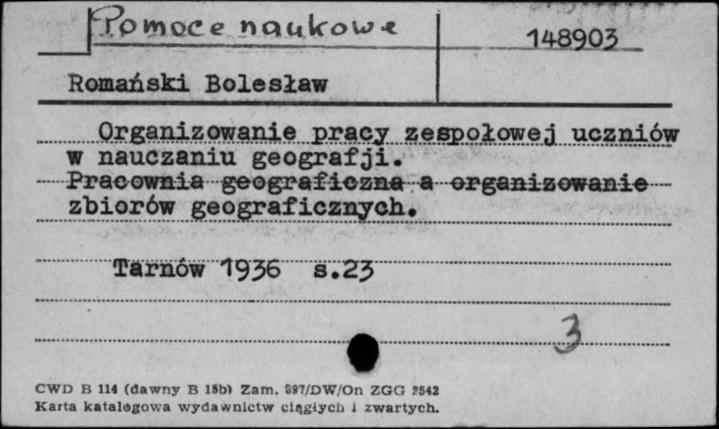 Pomoce naukowe
148903
Romański Bolesław
Organizowanie pracy zespołowej uczniów
w nauczaniu geografji.
Pracownia geograficzna a organizowanie
zbiorów geograficznych.
Tarnów 1936 s.23
3
CWD B 114 (dawny B 15b) Zam. 897/DW/On ZGG 2542
Karta katalogowa wydawnictw ciągłych i zwartych.